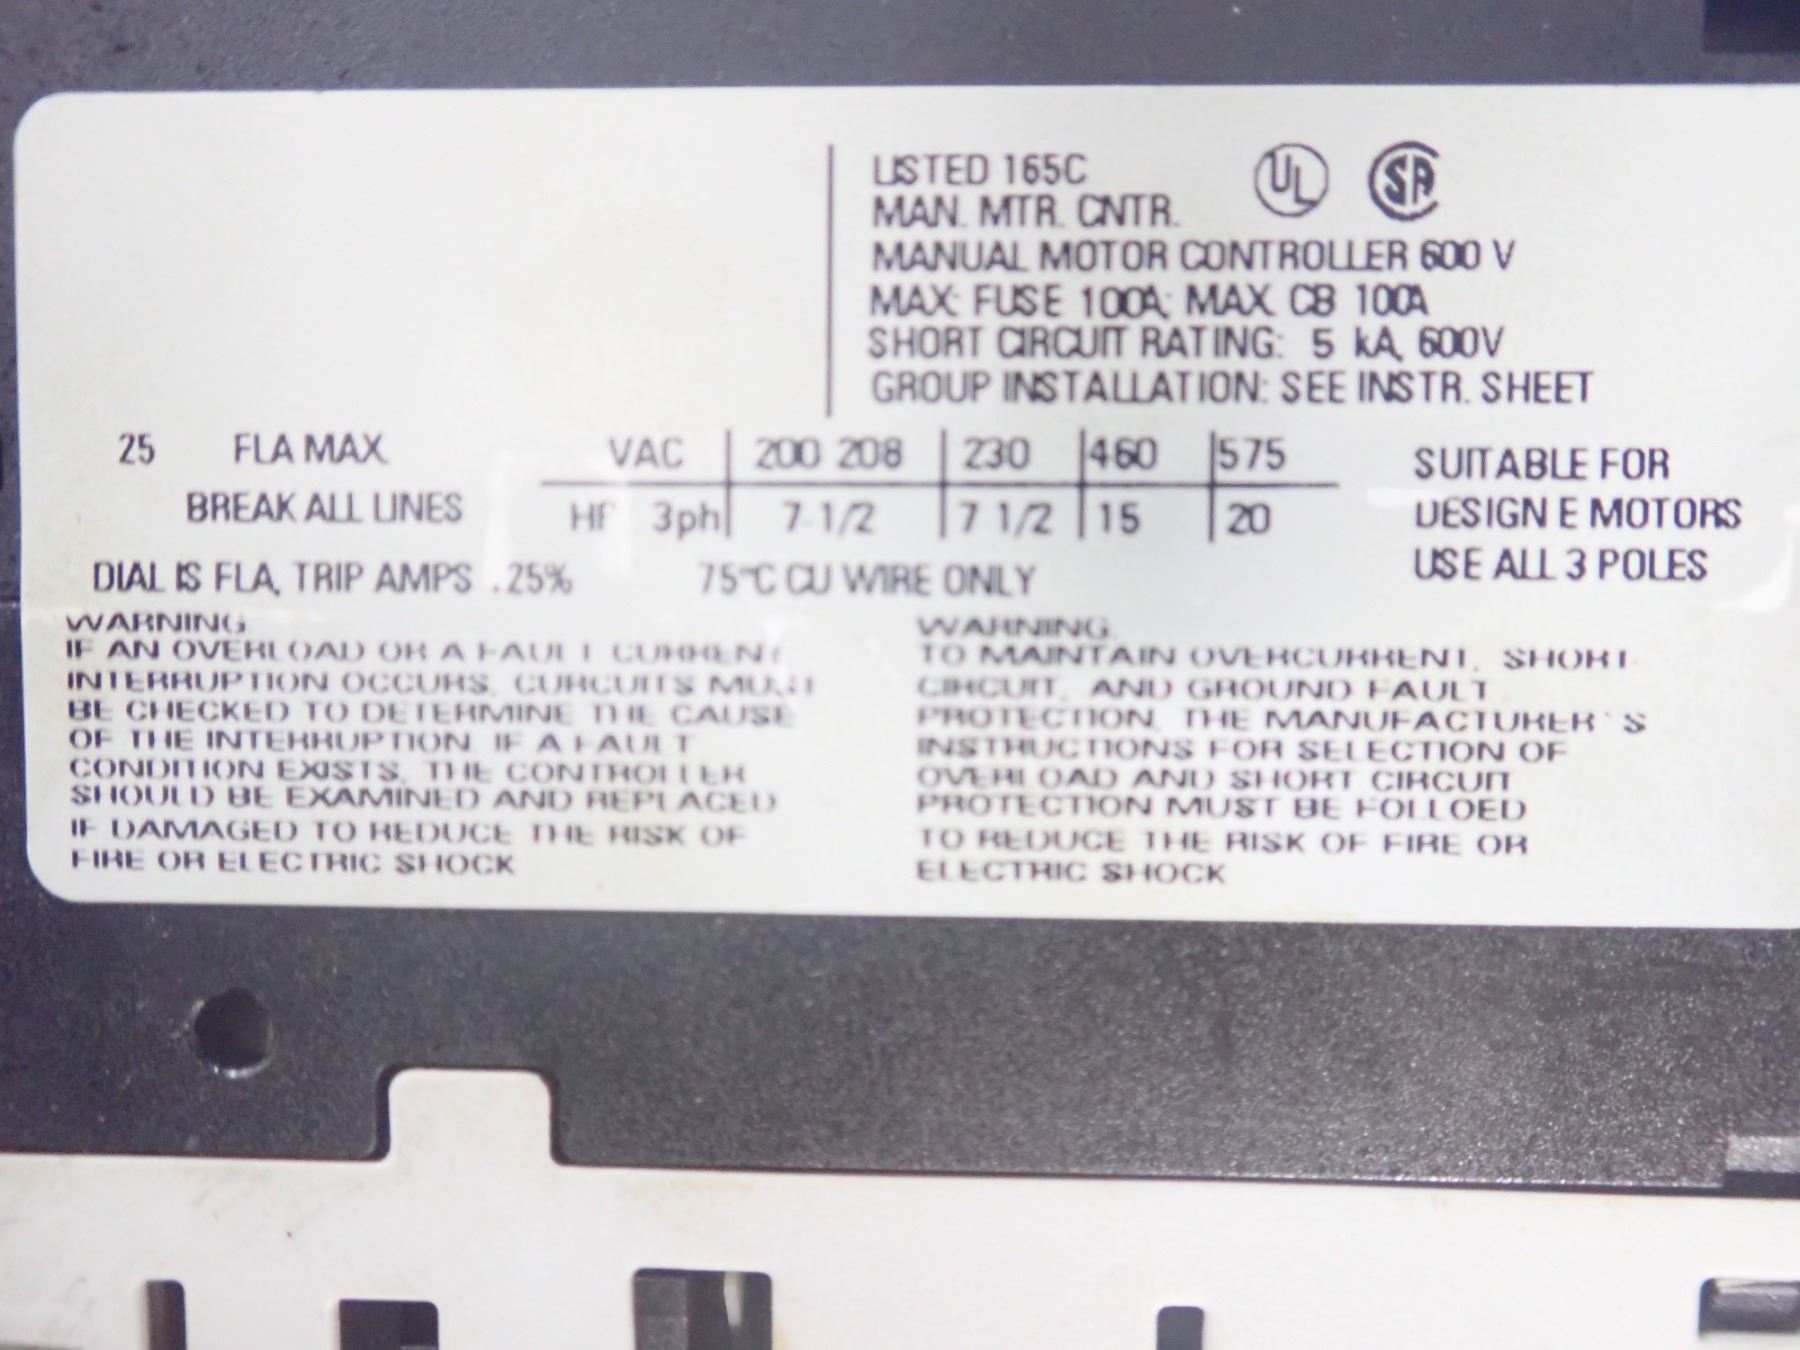 LISTED 165C UL SA
MAN. MTR. CNTR.
MANUAL MOTOR CONTROLLER 600 V
MAX. FUSE 100A; MAX. CB 100A
SHORT CIRCUIT RATING: 5 kA, 600V
GROUP INSTALLATION: SEE INSTR. SHEET
25 FLA MAX.
BREAK ALL LINES
VAC 200 208 230 460 575
HP 3ph 7-1/2 7 1/2 15 20
SUITABLE FOR
DESIGN E MOTORS
USE ALL 3 POLES
DIAL IS FLA, TRIP AMPS .25% 75°C CU WIRE ONLY
WARNING
IF AN OVERLOAD OR A FAULT CURRENT
INTERRUPTION OCCURS, CURCUITS MUST
BE CHECKED TO DETERMINE THE CAUSE
OF THE INTERRUPTION. IF A FAULT
CONDITION EXISTS, THE CONTROLLER
SHOULD BE EXAMINED AND REPLACED
IF DAMAGED TO REDUCE THE RISK OF
FIRE OR ELECTRIC SHOCK
WARNING.
TO MAINTAIN OVERCURRENT, SHORT
CIRCUIT, AND GROUND FAULT
PROTECTION, THE MANUFACTURER'S
INSTRUCTIONS FOR SELECTION OF
OVERLOAD AND SHORT CIRCUIT
PROTECTION MUST BE FOLLOED
TO REDUCE THE RISK OF FIRE OR
ELECTRIC SHOCK